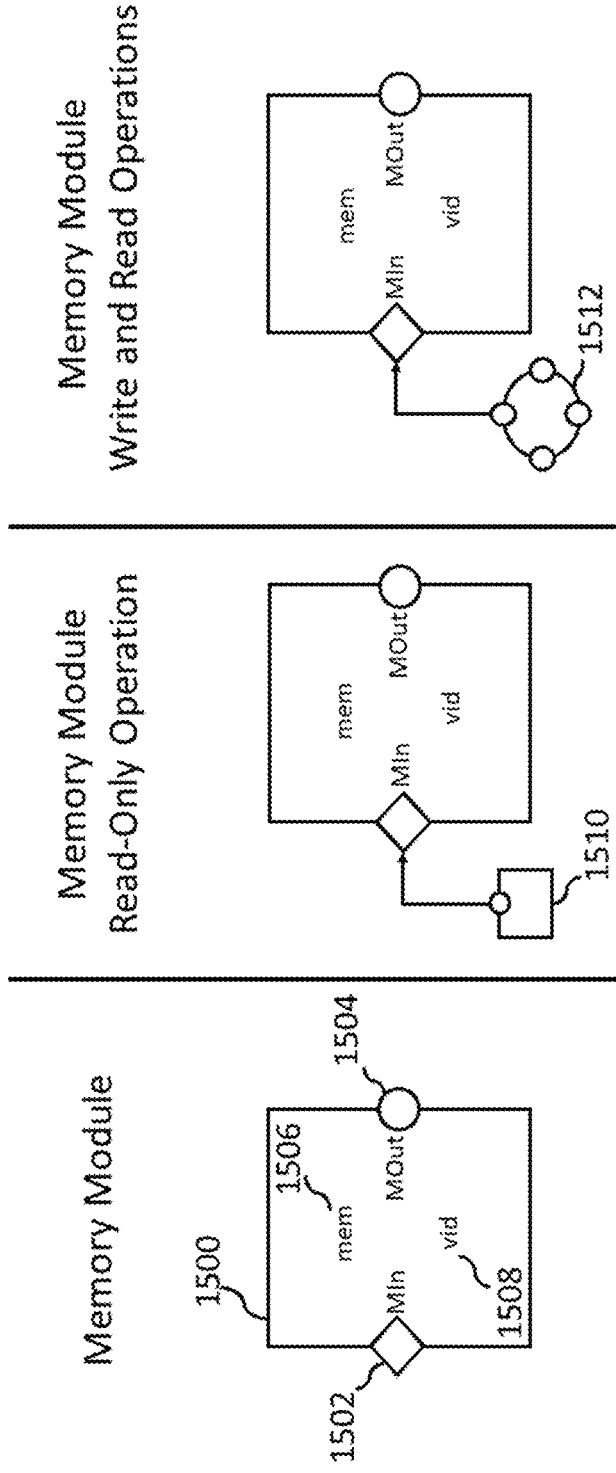 Memory Module
1500
1506
mem
1504
1502
MIn
MOut
vid
1508
Memory Module
Read-Only Operation
mem
MIn
MOut
vid
1510
Memory Module
Write and Read Operations
mem
MIn
MOut
vid
1512